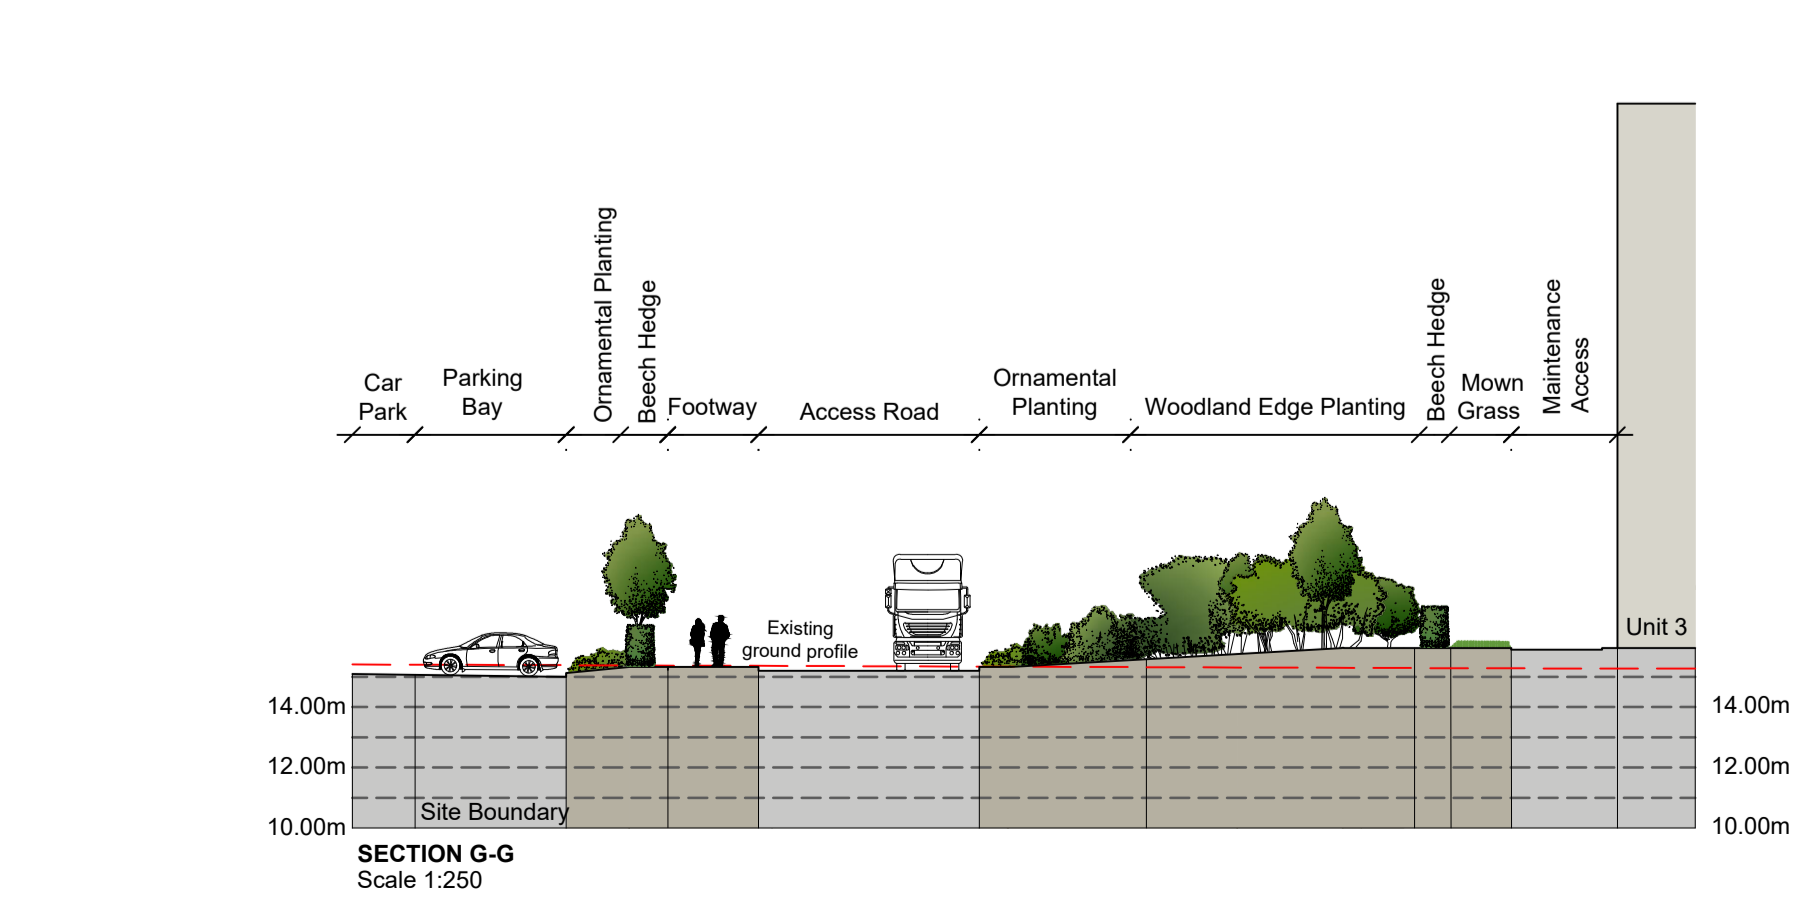 Ornamental Planting
Beech Hedge
Beech Hedge
Maintenance
Access
Car
Park
Parking
Bay
Footway
Access Road
Ornamental
Planting
Woodland Edge Planting
Mown
Grass
Existing
ground profile
Unit 3
14.00m
14.00m
12.00m
12.00m
Site Boundary
10.00m
10.00m
SECTION G-G
Scale 1:250